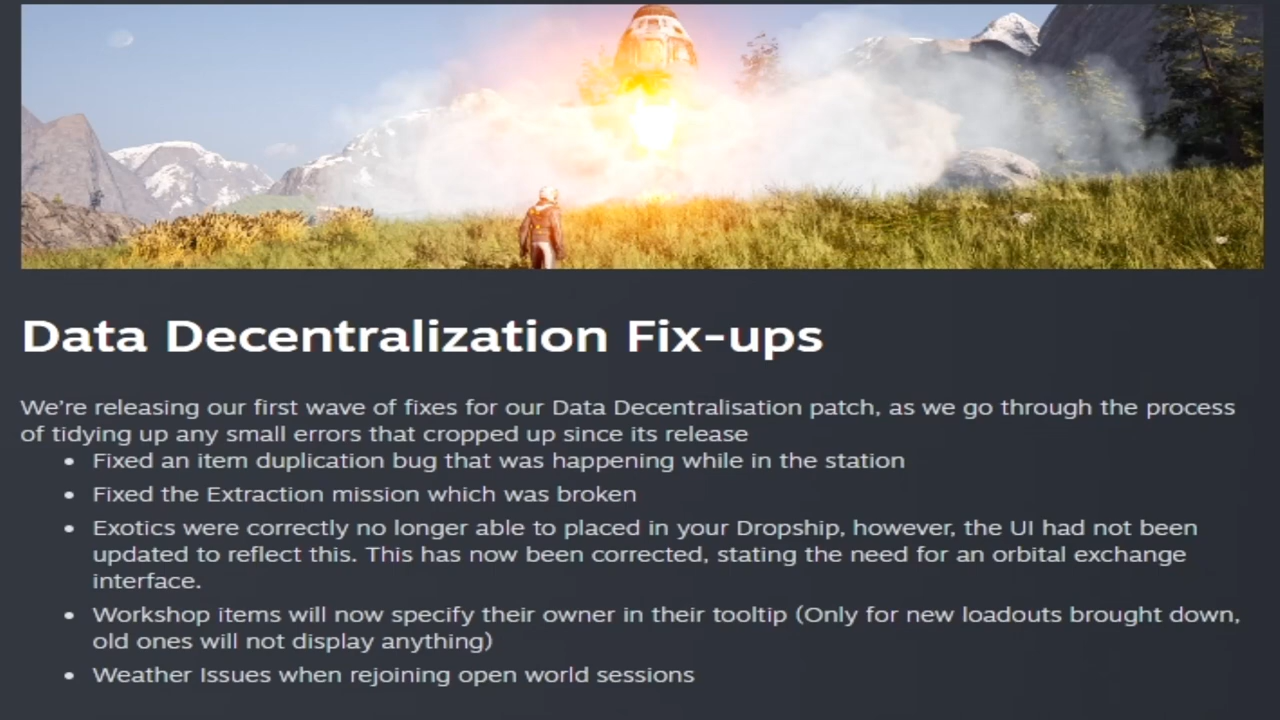 Data Decentralization Fix-ups
We're releasing our first wave of fixes for our Data Decentralisation patch, as we go through the process
of tidying up any small errors that cropped up since its release
• Fixed an item duplication bug that was happening while in the station
• Fixed the Extraction mission which was broken
• Exotics were correctly no longer able to placed in your Dropship, however, the UI had not been
updated to reflect this. This has now been corrected, stating the need for an orbital exchange
interface.
• Workshop items will now specify their owner in their tooltip (Only for new loadouts brought down,
old ones will not display anything)
• Weather Issues when rejoining open world sessions